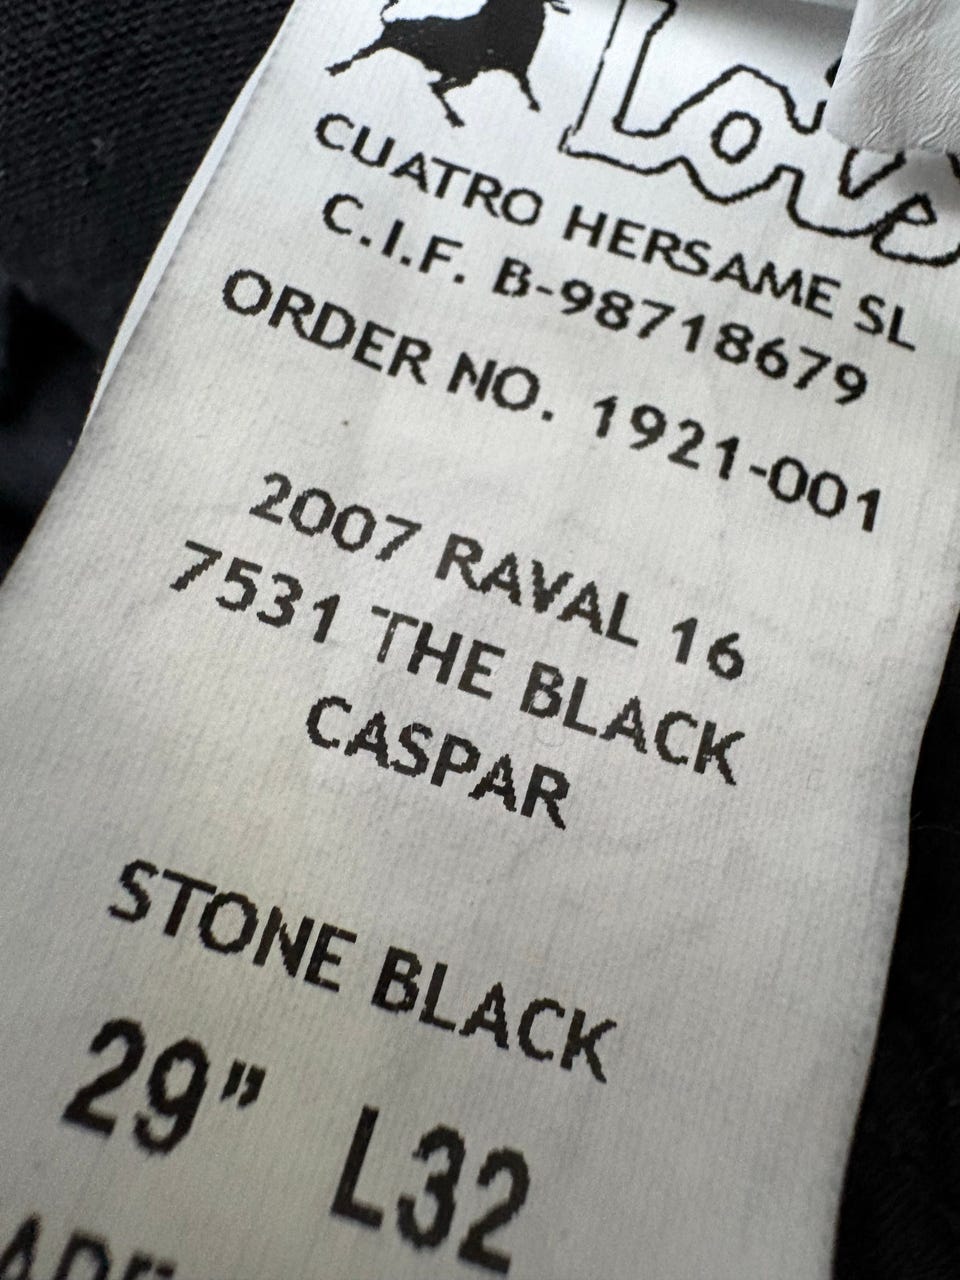 Lois
CUATRO HERSAME SL
C.I.F. B-98718679
ORDER NO. 1921-001
2007 RAVAL 16
7531 THE BLACK
CASPAR
STONE BLACK
29" L32